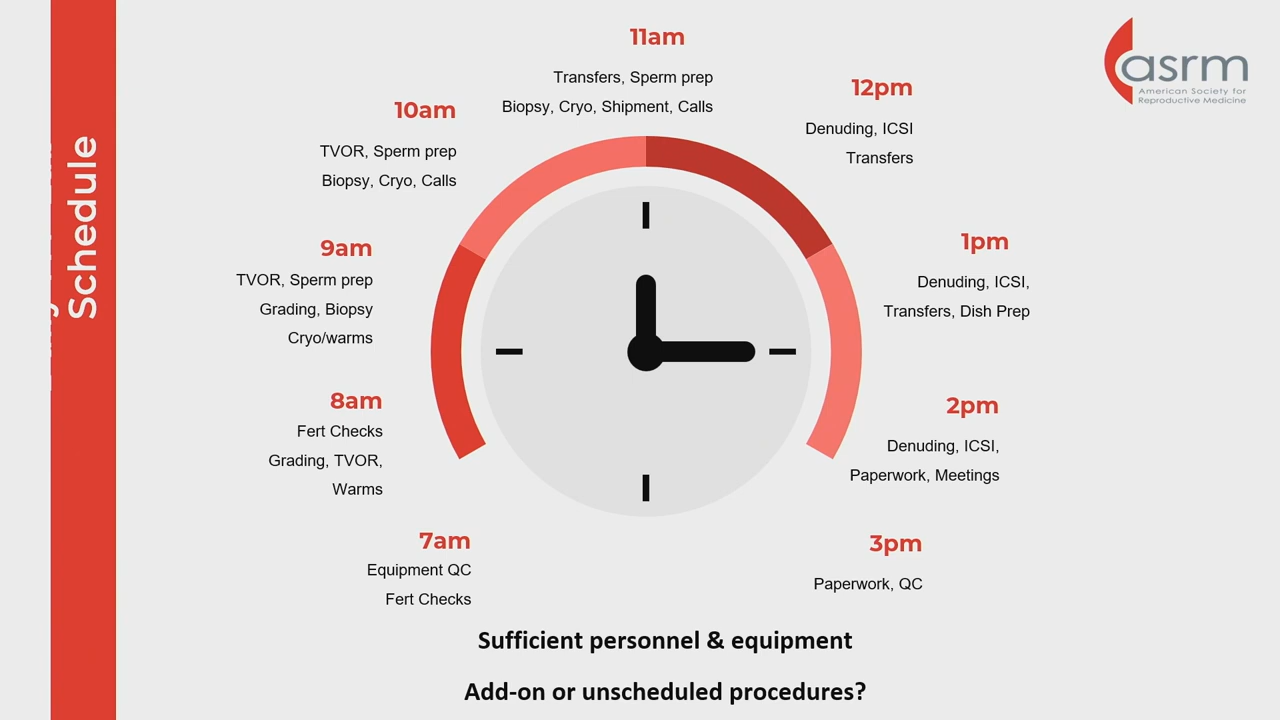 Schedule
asrm
American Society for
Reproductive Medicine
7am
Equipment QC
Fert Checks
8am
Fert Checks
Grading, TVOR,
Warms
9am
TVOR, Sperm prep
Grading, Biopsy
Cryo/warms
10am
TVOR, Sperm prep
Biopsy, Cryo, Calls
11am
Transfers, Sperm prep
Biopsy, Cryo, Shipment, Calls
12pm
Denuding, ICSI
Transfers
1pm
Denuding, ICSI,
Transfers, Dish Prep
2pm
Denuding, ICSI,
Paperwork, Meetings
3pm
Paperwork, QC
Sufficient personnel & equipment
Add-on or unscheduled procedures?